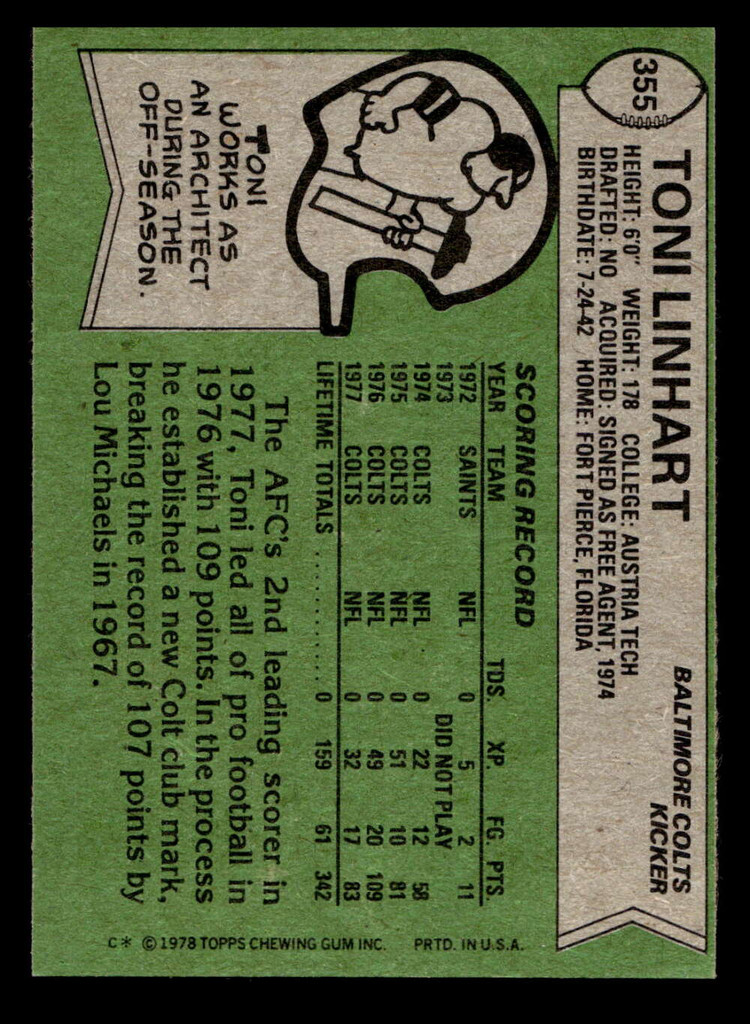 355
TONI LINHART
BALTIMORE COLTS
KICKER
HEIGHT: 6'0" WEIGHT: 178 COLLEGE: AUSTRIA TECH
DRAFTED: NO ACQUIRED: SIGNED AS FREE AGENT, 1974
BIRTHDATE: 7-24-42 HOME: FORT PIERCE, FLORIDA
TONI
WORKS AS
AN ARCHITECT
DURING THE
OFF-SEASON.
SCORING RECORD
YEAR TEAM TDS. XP. FG. PTS.
1972 SAINTS NFL 0 5 2 11
1973 DID NOT PLAY
1974 COLTS NFL 0 22 12 58
1975 COLTS NFL 0 51 10 81
1976 COLTS NFL 0 49 20 109
1977 COLTS NFL 0 32 17 83
LIFETIME TOTALS .......... 0 159 61 342
The AFC's 2nd leading scorer in
1977, Toni led all of pro football in
1976 with 109 points. In the process
he established a new Colt club mark,
breaking the record of 107 points by
Lou Michaels in 1967.
C* © 1978 TOPPS CHEWING GUM INC. PRTD. IN U.S.A.